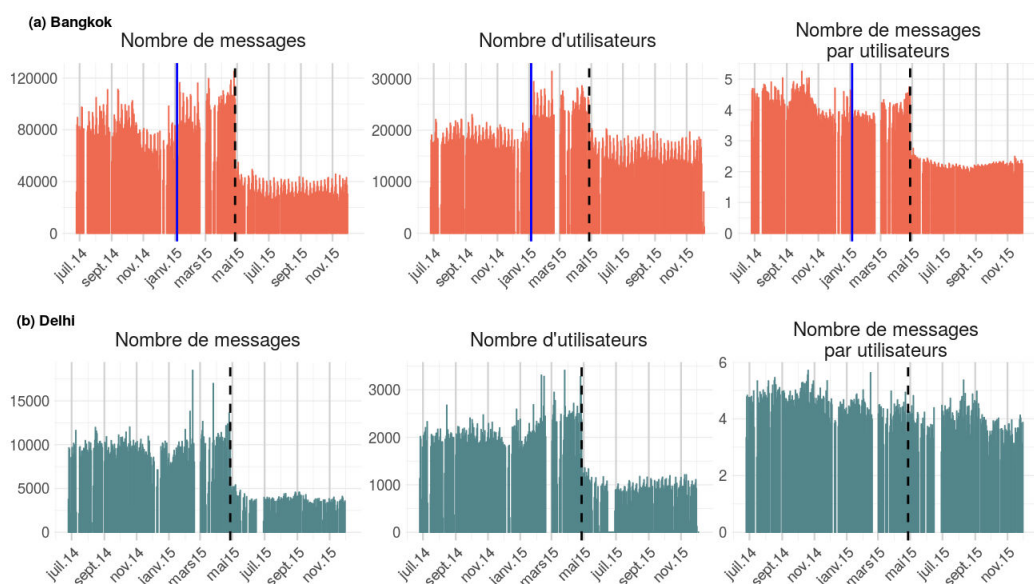 (a) Bangkok
Nombre de messages
Nombre d'utilisateurs
Nombre de messages
par utilisateurs
120000
80000
40000
0
30000
20000
10000
0
5
4
3
2
1
0
juil.14
sept.14
nov.14
janv.15
mars15
mai15
juil.15
sept.15
nov.15
juil.14
sept.14
nov.14
janv.15
mars15
mai15
juil.15
sept.15
nov.15
juil.14
sept.14
nov.14
janv.15
mars15
mai15
juil.15
sept.15
nov.15
(b) Delhi
Nombre de messages
Nombre d'utilisateurs
Nombre de messages
par utilisateurs
15000
10000
5000
0
3000
2000
1000
0
6
4
2
0
juil.14
sept.14
nov.14
janv.15
mars15
mai15
juil.15
sept.15
nov.15
juil.14
sept.14
nov.14
janv.15
mars15
mai15
juil.15
sept.15
nov.15
juil.14
sept.14
nov.14
janv.15
mars15
mai15
juil.15
sept.15
nov.15